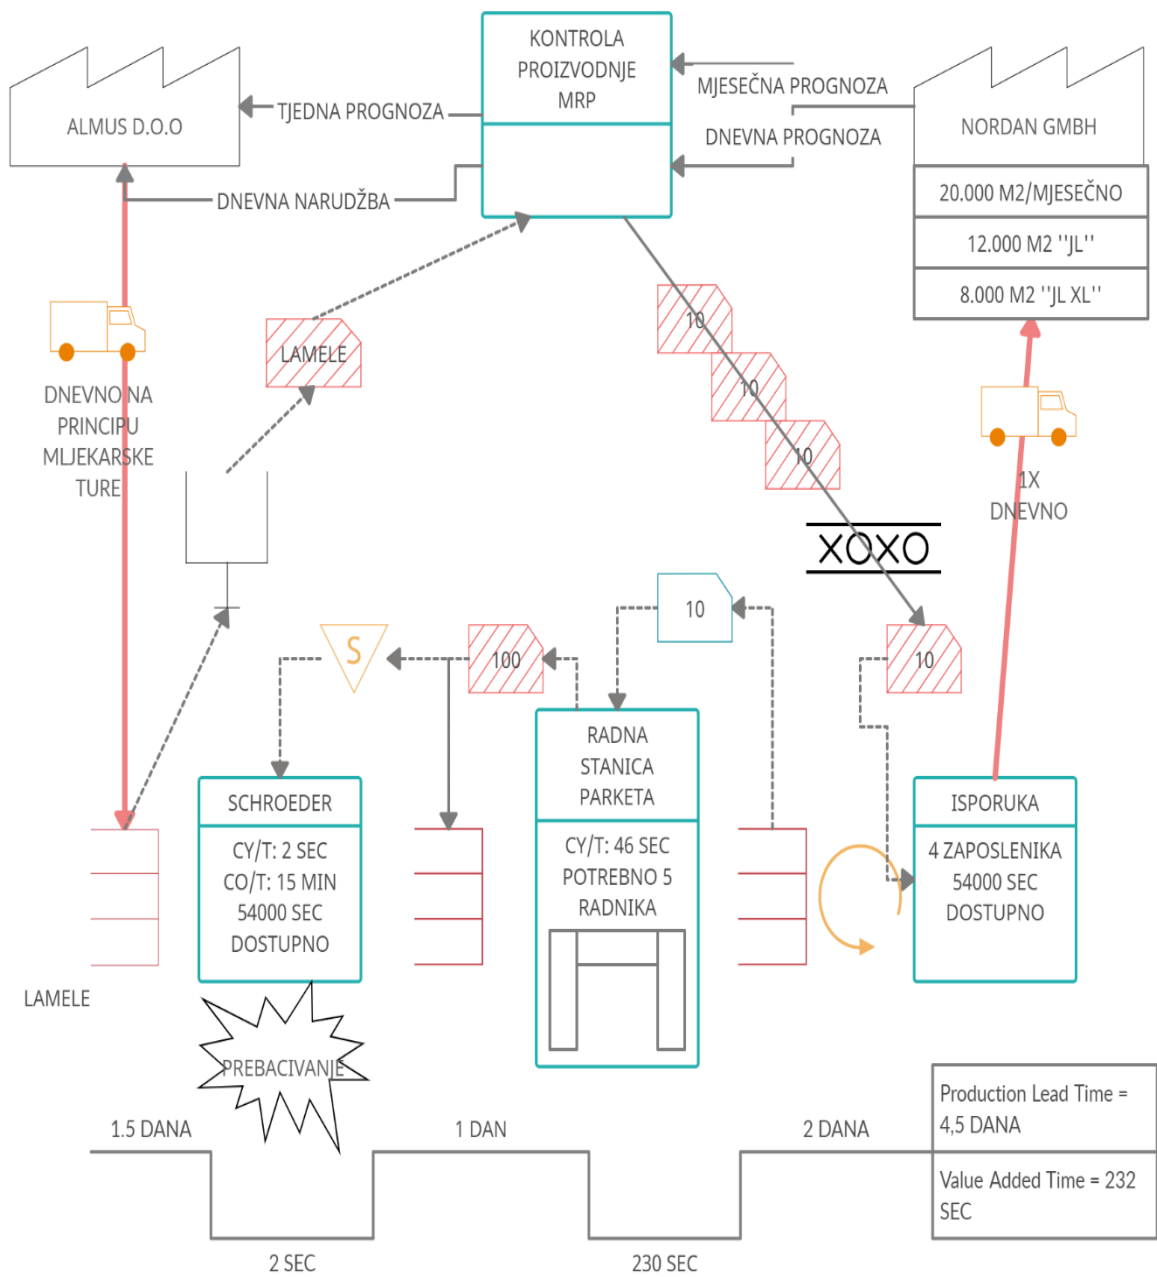 KONTROLA
PROIZVODNJE
MRP
ALMUS D.O.O
TJEDNA PROGNOZA
MJESEČNA PROGNOZA
DNEVNA PROGNOZA
NORDAN GMBH
DNEVNA NARUDŽBA
20.000 M2/MJESEČNO
12.000 M2 ''JL''
8.000 M2 ''JL XL''
LAMELE
10
10
10
DNEVNO NA
PRINCIPU
MLJEKARSKE
TURE
1X
DNEVNO
XOXO
10
S
100
10
RADNA
STANICA
PARKETA
SCHROEDER
ISPORUKA
CY/T: 2 SEC
CO/T: 15 MIN
54000 SEC
DOSTUPNO
CY/T: 46 SEC
POTREBNO 5
RADNIKA
4 ZAPOSLENIKA
54000 SEC
DOSTUPNO
LAMELE
PREBACIVANJE
1.5 DANA
1 DAN
2 DANA
Production Lead Time =
4,5 DANA
Value Added Time = 232
SEC
2 SEC
230 SEC